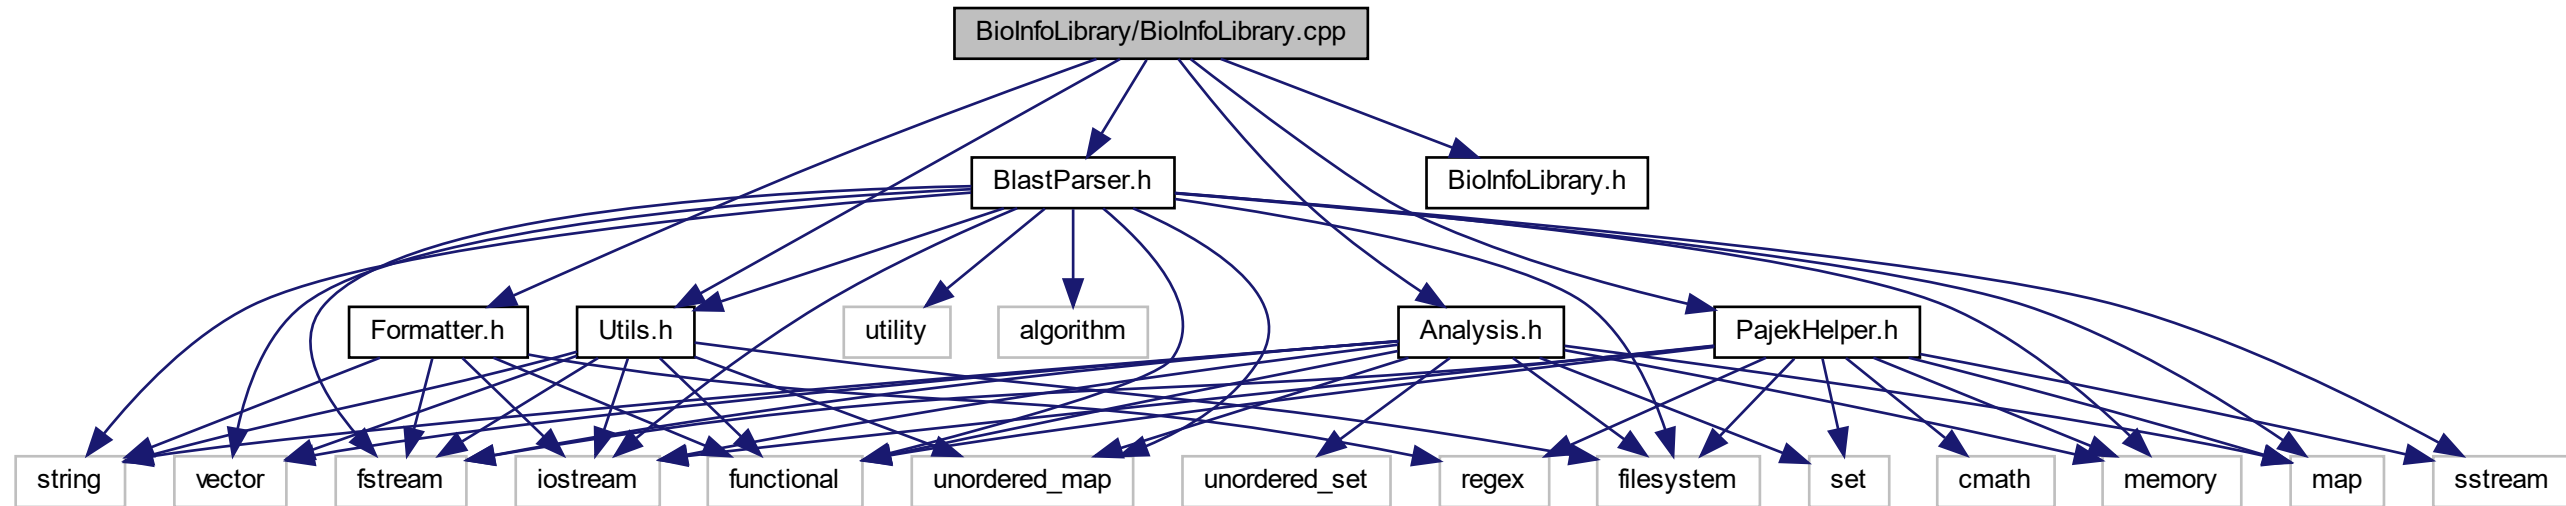 BioInfoLibrary/BioInfoLibrary.cpp
BlastParser.h
BioInfoLibrary.h
Formatter.h
Utils.h
utility
algorithm
Analysis.h
PajekHelper.h
string
vector
fstream
iostream
functional
unordered_map
unordered_set
regex
filesystem
set
cmath
memory
map
sstream